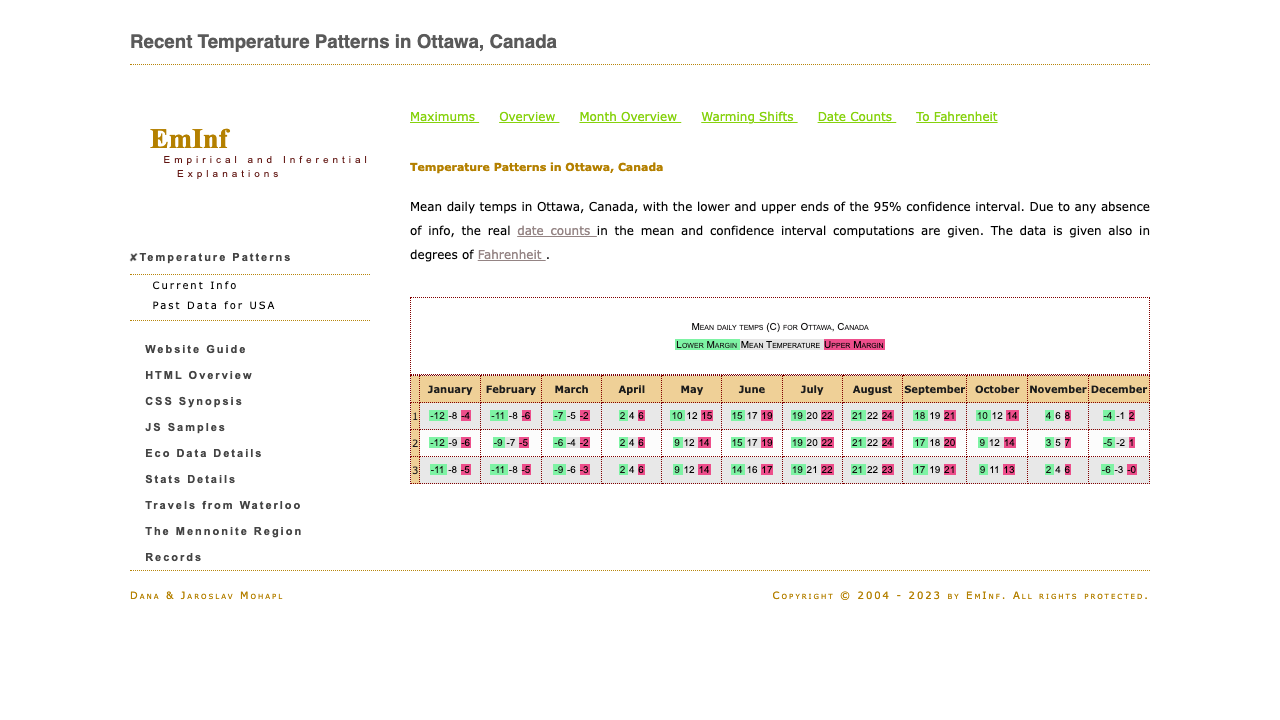 Recent Temperature Patterns in Ottawa, Canada
EmInf
Empirical and Inferential
Explanations
✘Temperature Patterns
Current Info
Past Data for USA
Website Guide
HTML Overview
CSS Synopsis
JS Samples
Eco Data Details
Stats Details
Travels from Waterloo
The Mennonite Region
Records
Maximums Overview Month Overview Warming Shifts Date Counts To Fahrenheit
Temperature Patterns in Ottawa, Canada
Mean daily temps in Ottawa, Canada, with the lower and upper ends of the 95% confidence interval. Due to any absence
of info, the real date counts in the mean and confidence interval computations are given. The data is given also in
degrees of Fahrenheit .
Mean daily temps (C) for Ottawa, Canada
Lower Margin Mean Temperature Upper Margin
January February March April May June July August September October November December
1 -12 -8 -4 -11 -8 -6 -7 -5 -2 2 4 6 10 12 15 15 17 19 19 20 22 21 22 24 18 19 21 10 12 14 4 6 8 -4 -1 2
2 -12 -9 -6 -9 -7 -5 -6 -4 -2 2 4 6 9 12 14 15 17 19 19 20 22 21 22 24 17 18 20 9 12 14 3 5 7 -5 -2 1
3 -11 -8 -5 -11 -8 -5 -9 -6 -3 2 4 6 9 12 14 14 16 17 19 21 22 21 22 23 17 19 21 9 11 13 2 4 6 -6 -3 -0
Dana & Jaroslav Mohapl
Copyright © 2004 - 2023 by EmInf. All rights protected.